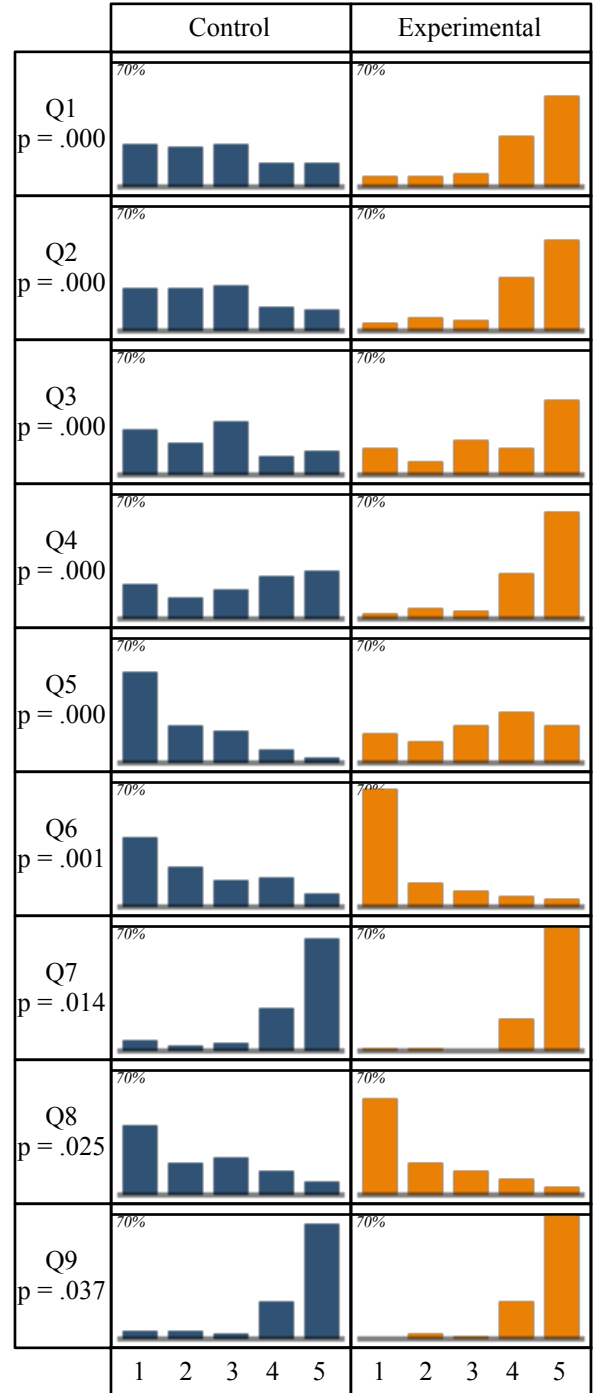 Control Experimental
Q1
p = .000
70% 70%
Q2
p = .000
70% 70%
Q3
p = .000
70% 70%
Q4
p = .000
70% 70%
Q5
p = .000
70% 70%
Q6
p = .001
70% 70%
Q7
p = .014
70% 70%
Q8
p = .025
70% 70%
Q9
p = .037
70% 70%
1 2 3 4 5 1 2 3 4 5